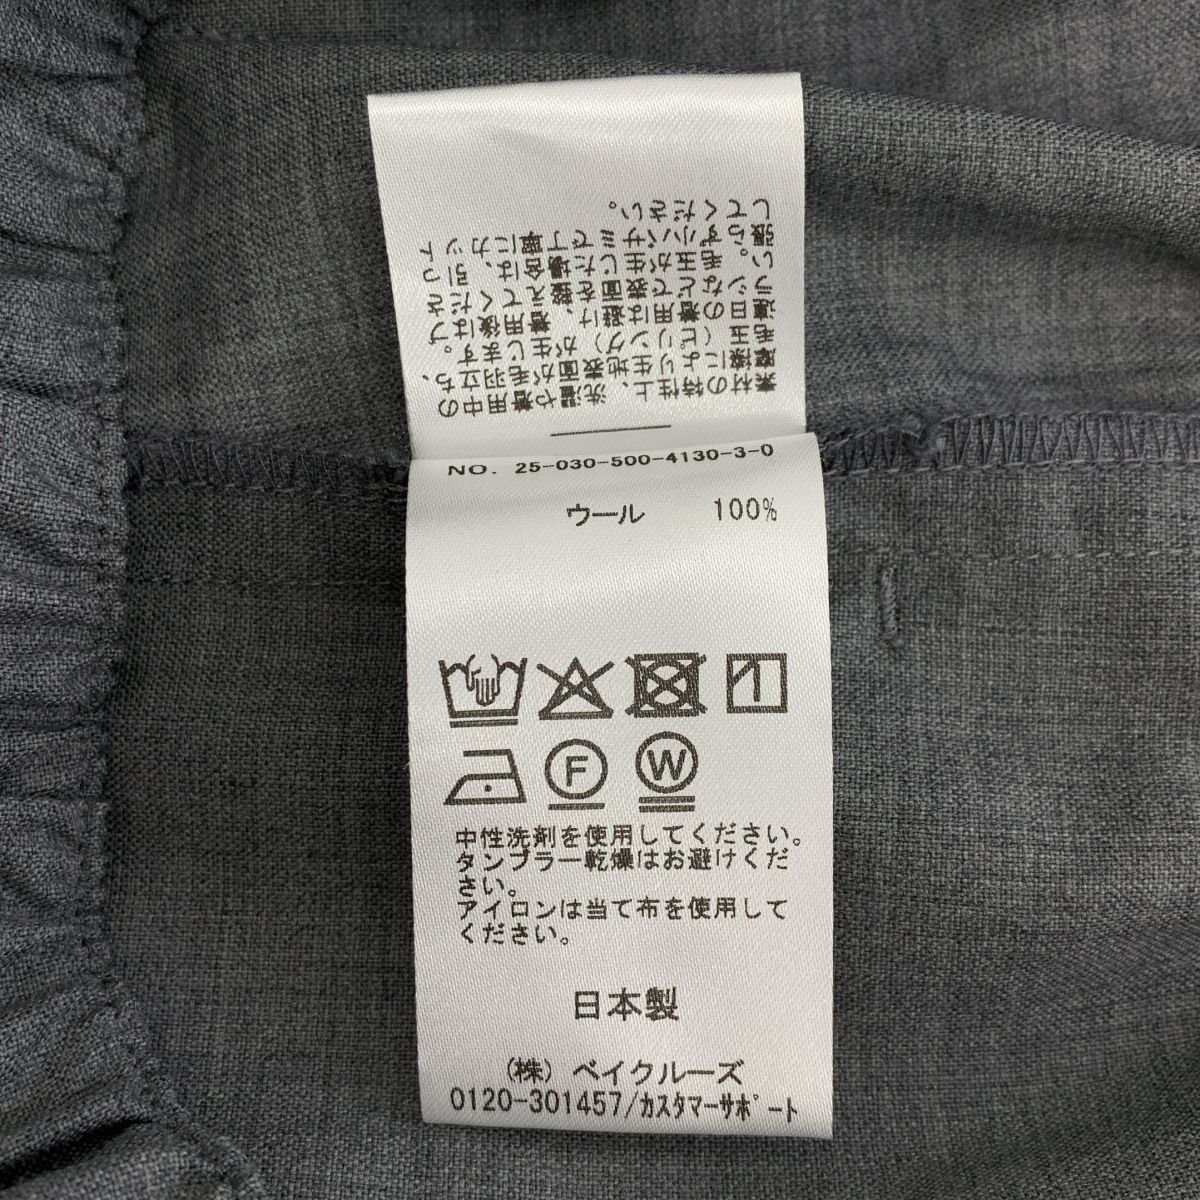 素材の特性上、洗濯や着用中の
摩擦により生地表面が毛羽立ち、
毛玉（ピリング）が生じます。
連日の着用は避け、着用後はブ
ラシなどで表面を整えてくださ
い。毛玉が生じた場合は、引っ
張らず小バサミで丁寧にカット
してください。
NO. 25-030-500-4130-3-0
ウール 100%
F W
中性洗剤を使用してください。
タンブラー乾燥はお避けくだ
さい。
アイロンは当て布を使用して
ください。
日本製
(株) ベイクルーズ
0120-301457/カスタマーサポート